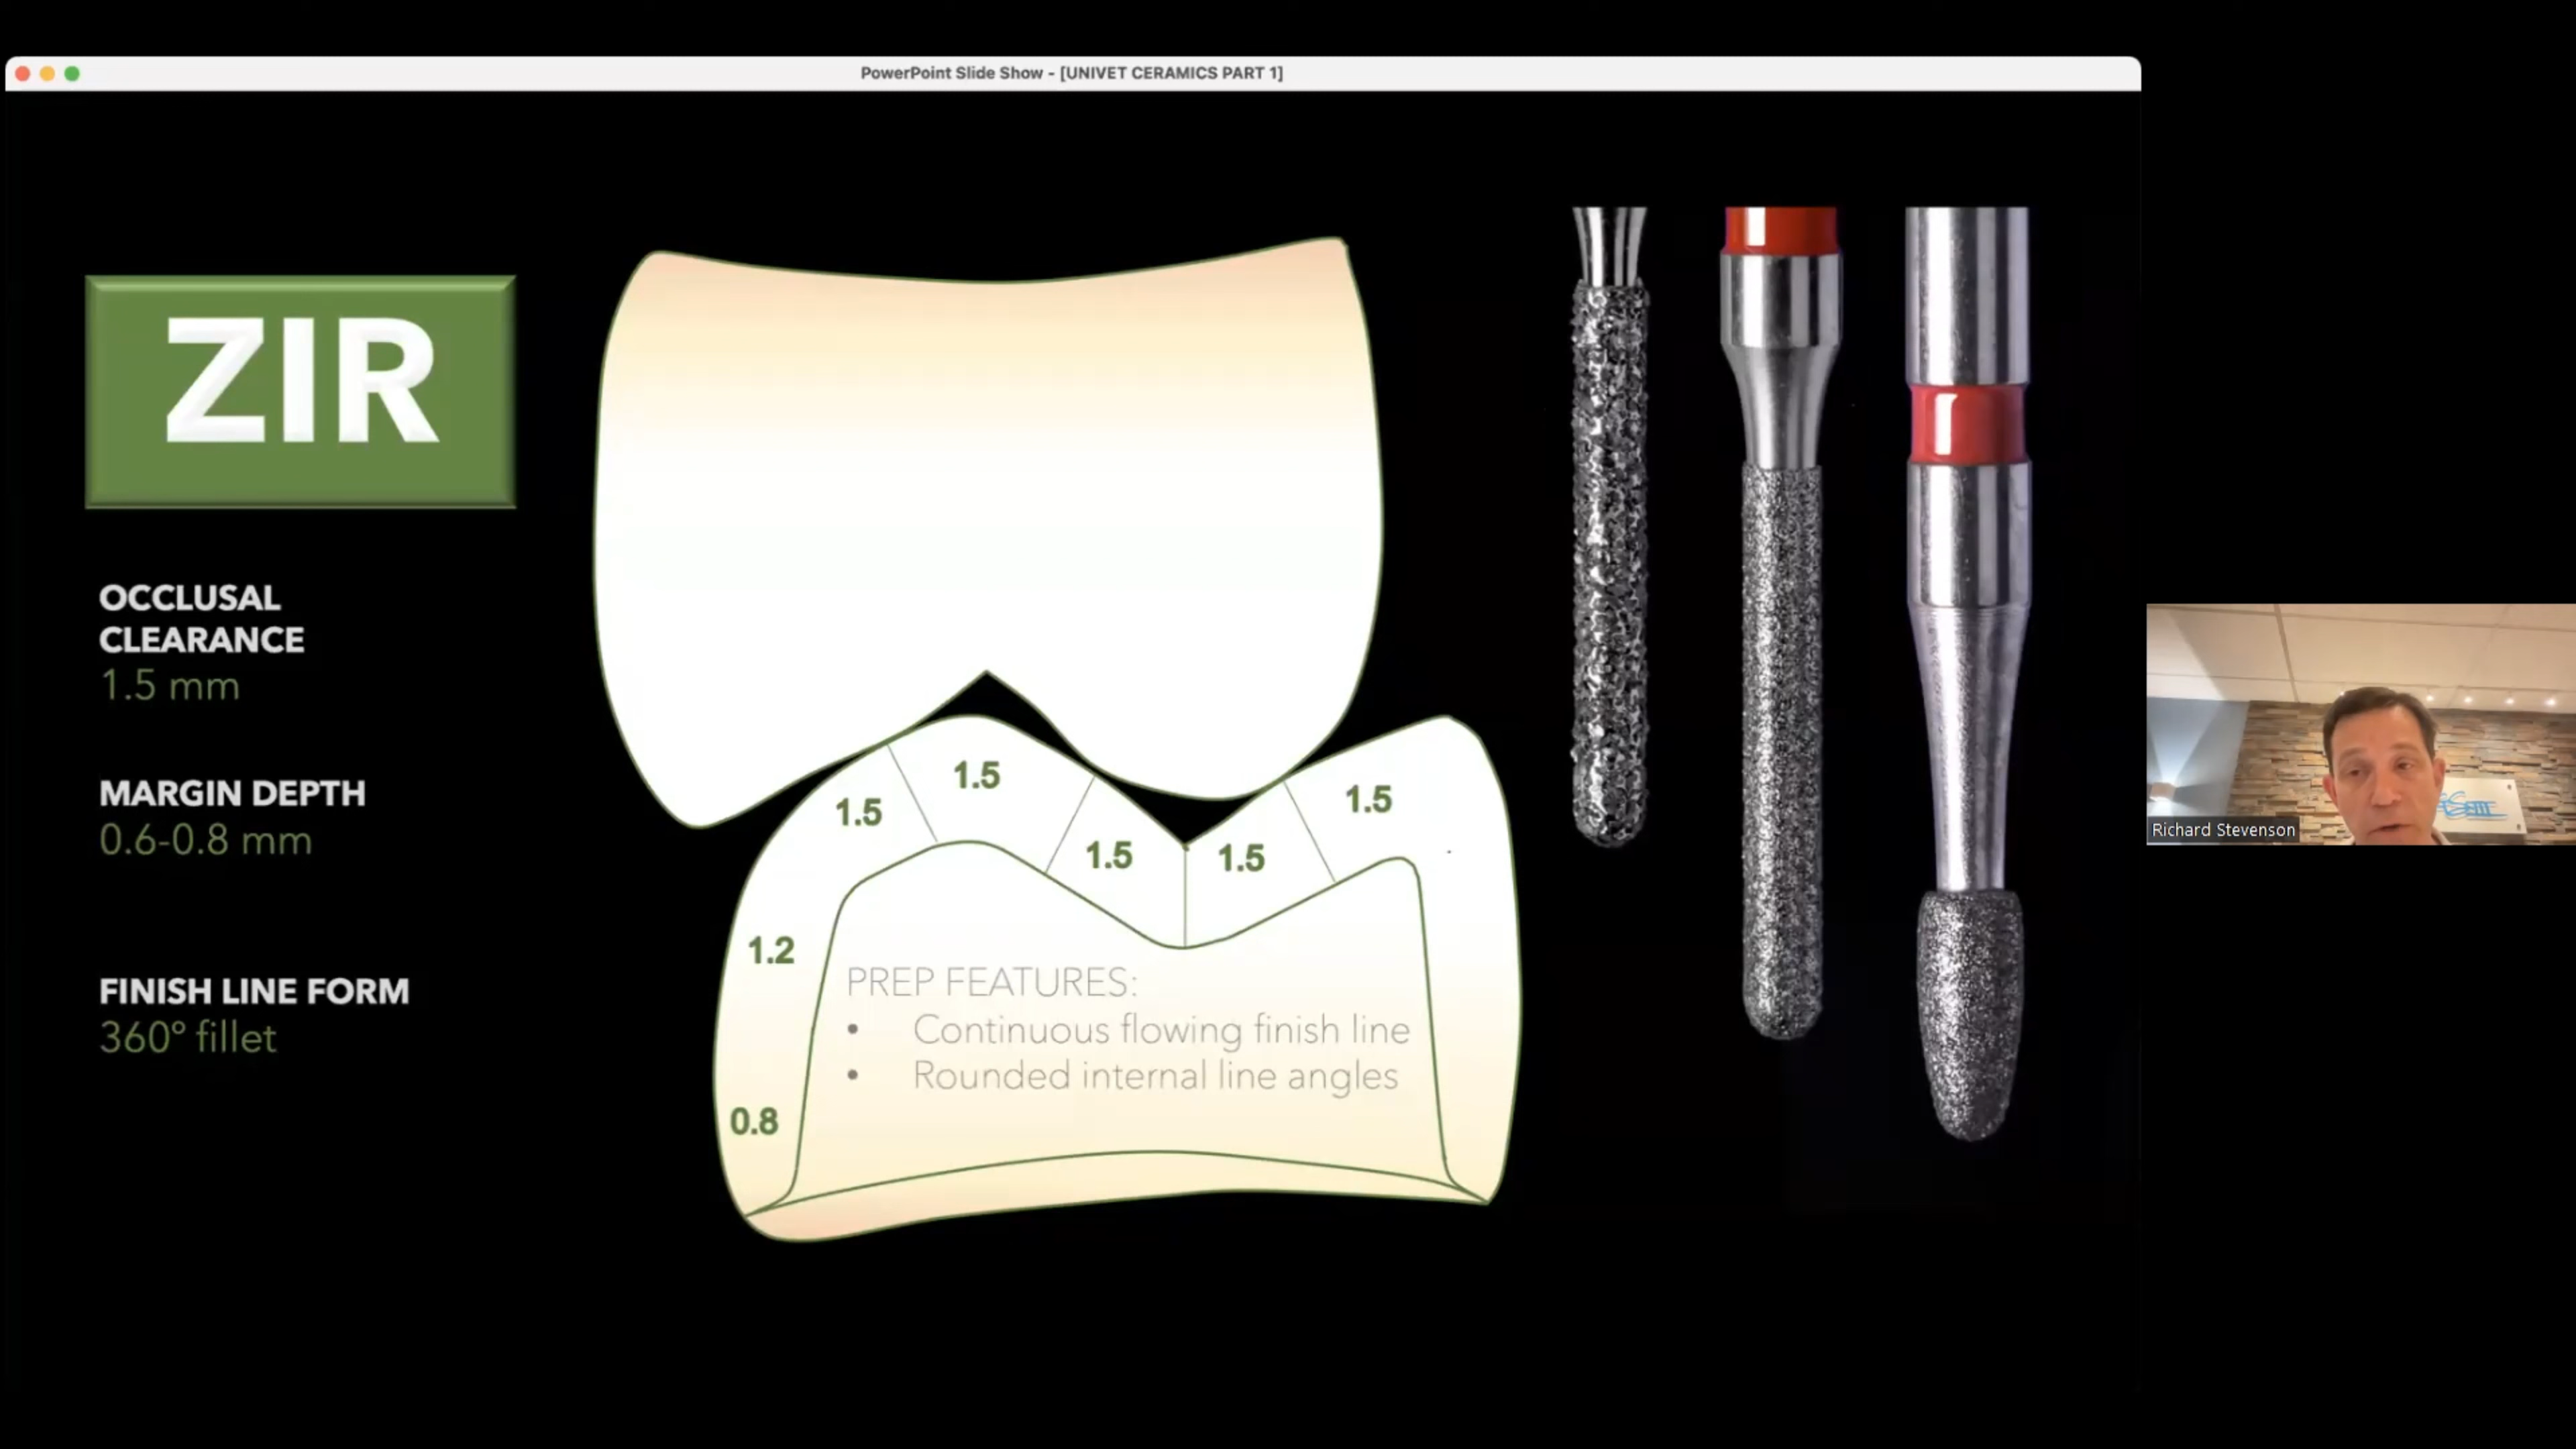 PowerPoint Slide Show - [UNIVET CERAMICS PART 1]
ZIR
OCCLUSAL
CLEARANCE
1.5 mm
MARGIN DEPTH
0.6-0.8 mm
FINISH LINE FORM
360° fillet
1.5
1.5
1.5
1.5
1.5
1.2
0.8
PREP FEATURES:
• Continuous flowing finish line
• Rounded internal line angles
Richard Stevenson